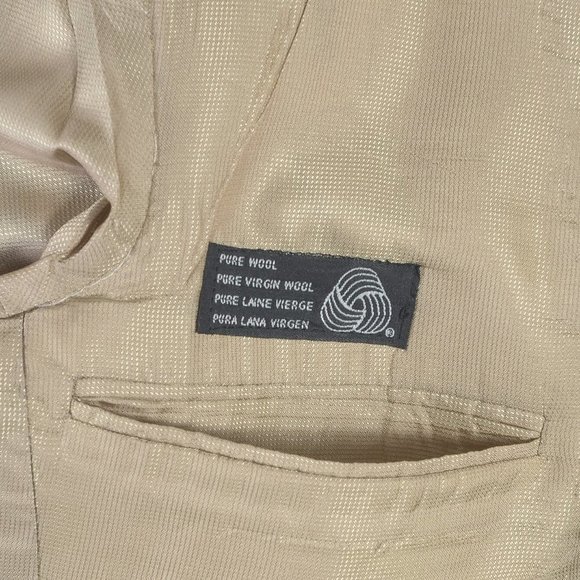 PURE WOOL
PURE VIRGIN WOOL
PURE LAINE VIERGE
PURA LANA VIRGEN
®